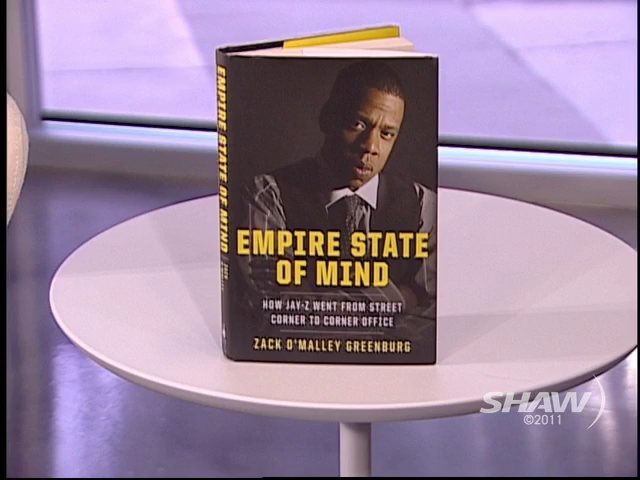 EMPIRE STATE OF MIND
EMPIRE STATE
OF MIND
HOW JAY-Z WENT FROM STREET
CORNER TO CORNER OFFICE
ZACK O'MALLEY GREENBURG
SHAW
©2011